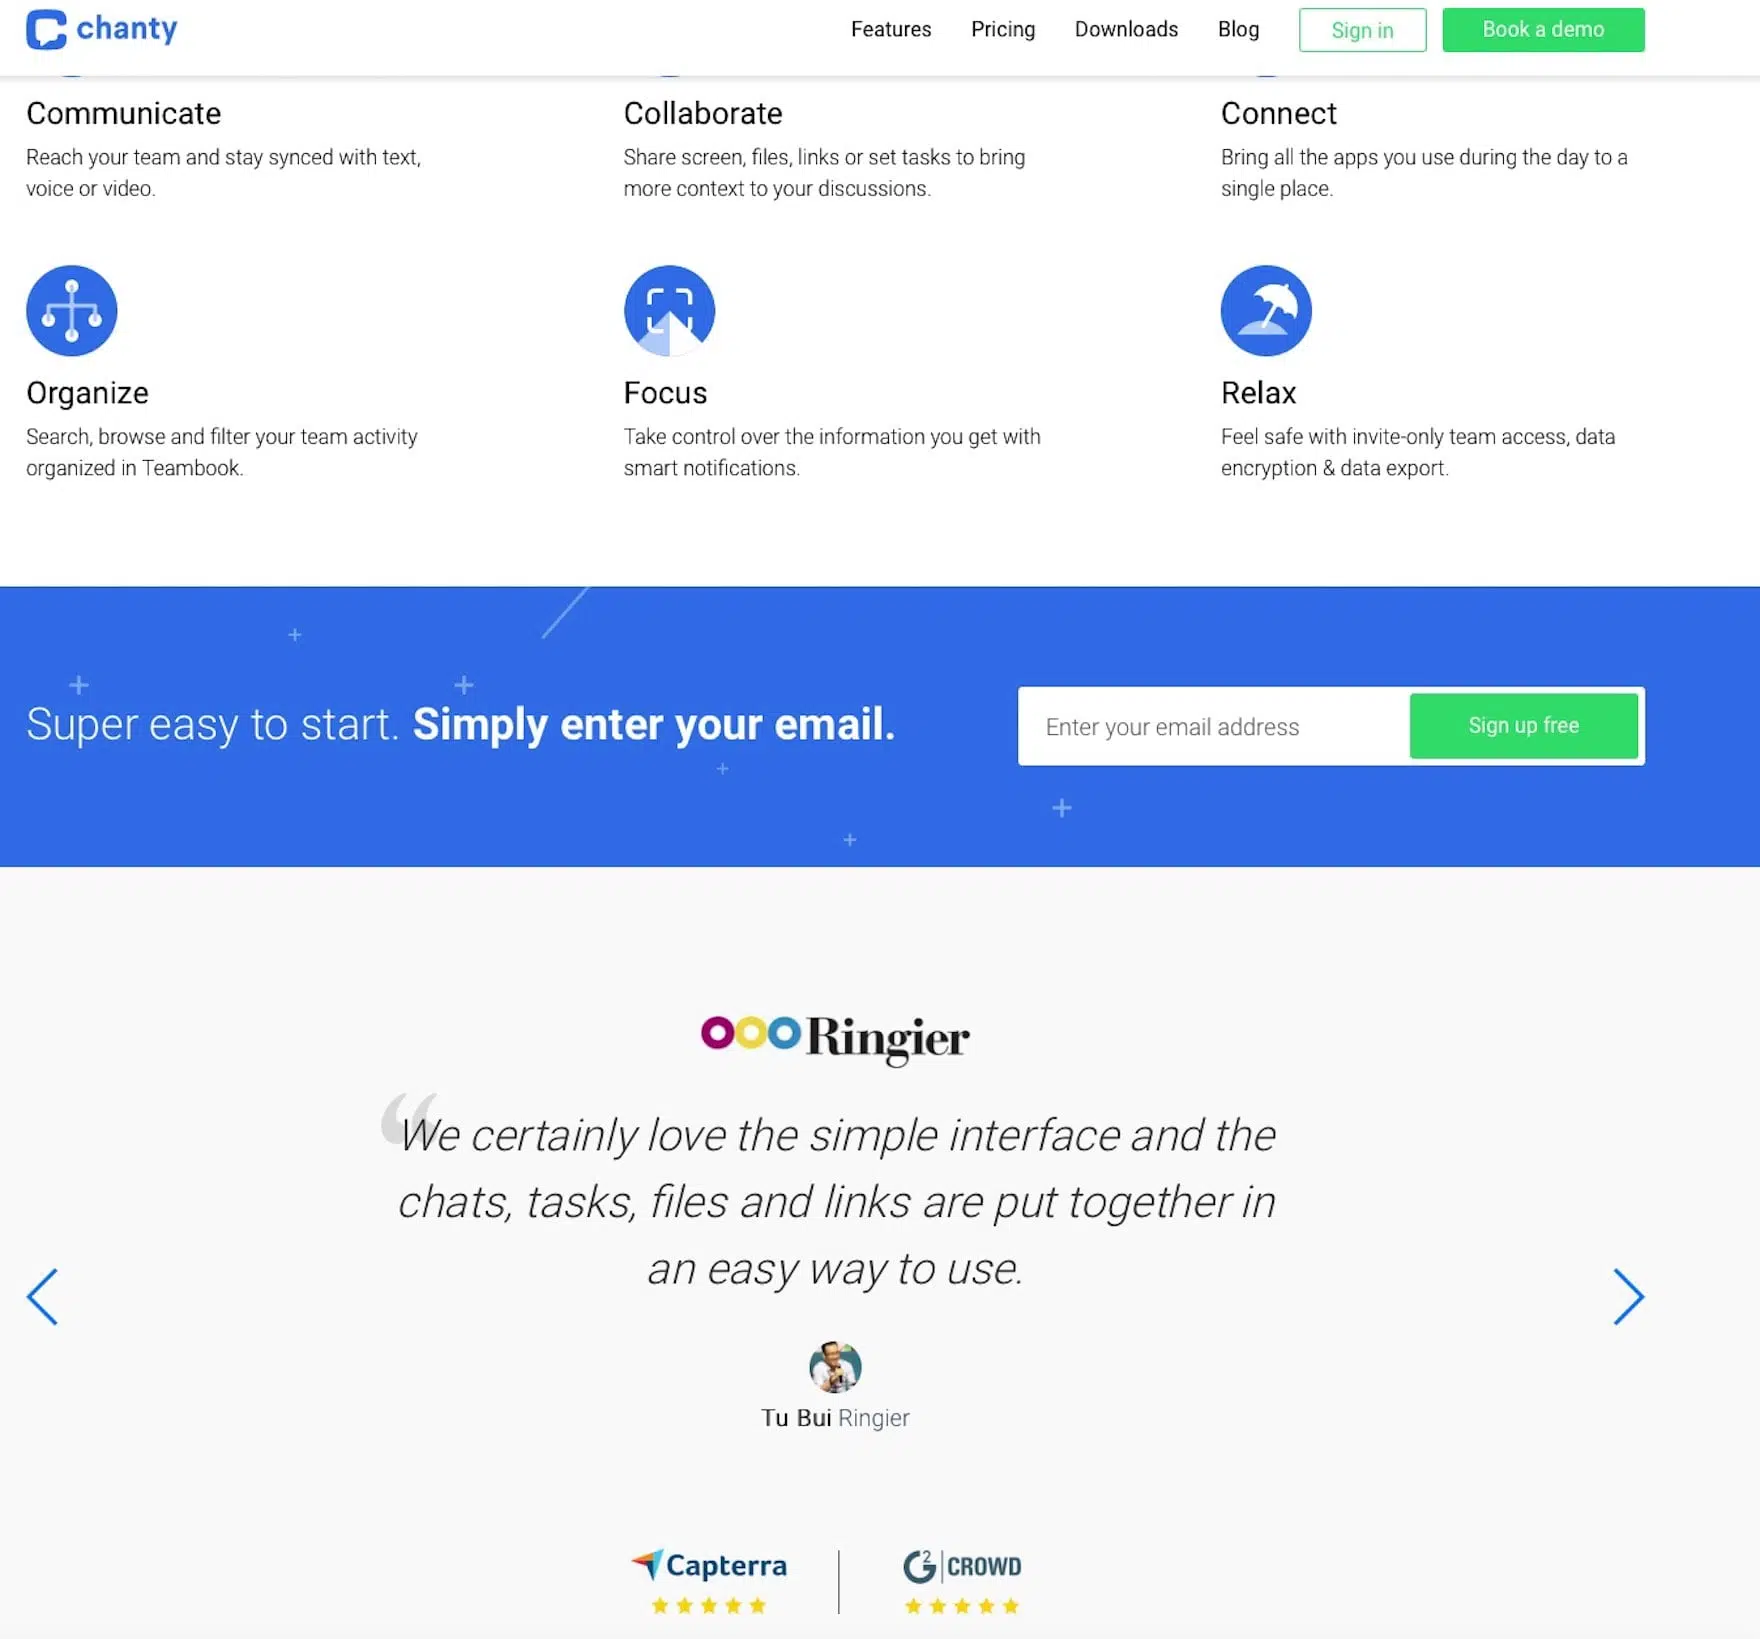 chanty
Features
Pricing
Downloads
Blog
Sign in
Book a demo
Communicate
Reach your team and stay synced with text,
voice or video.
Collaborate
Share screen, files, links or set tasks to bring
more context to your discussions.
Connect
Bring all the apps you use during the day to a
single place.
Organize
Search, browse and filter your team activity
organized in Teambook.
Focus
Take control over the information you get with
smart notifications.
Relax
Feel safe with invite-only team access, data
encryption & data export.
Super easy to start. Simply enter your email.
Enter your email address
Sign up free
Ringier
“We certainly love the simple interface and the
chats, tasks, files and links are put together in
an easy way to use.
Tu Bui Ringier
Capterra
G2 CROWD